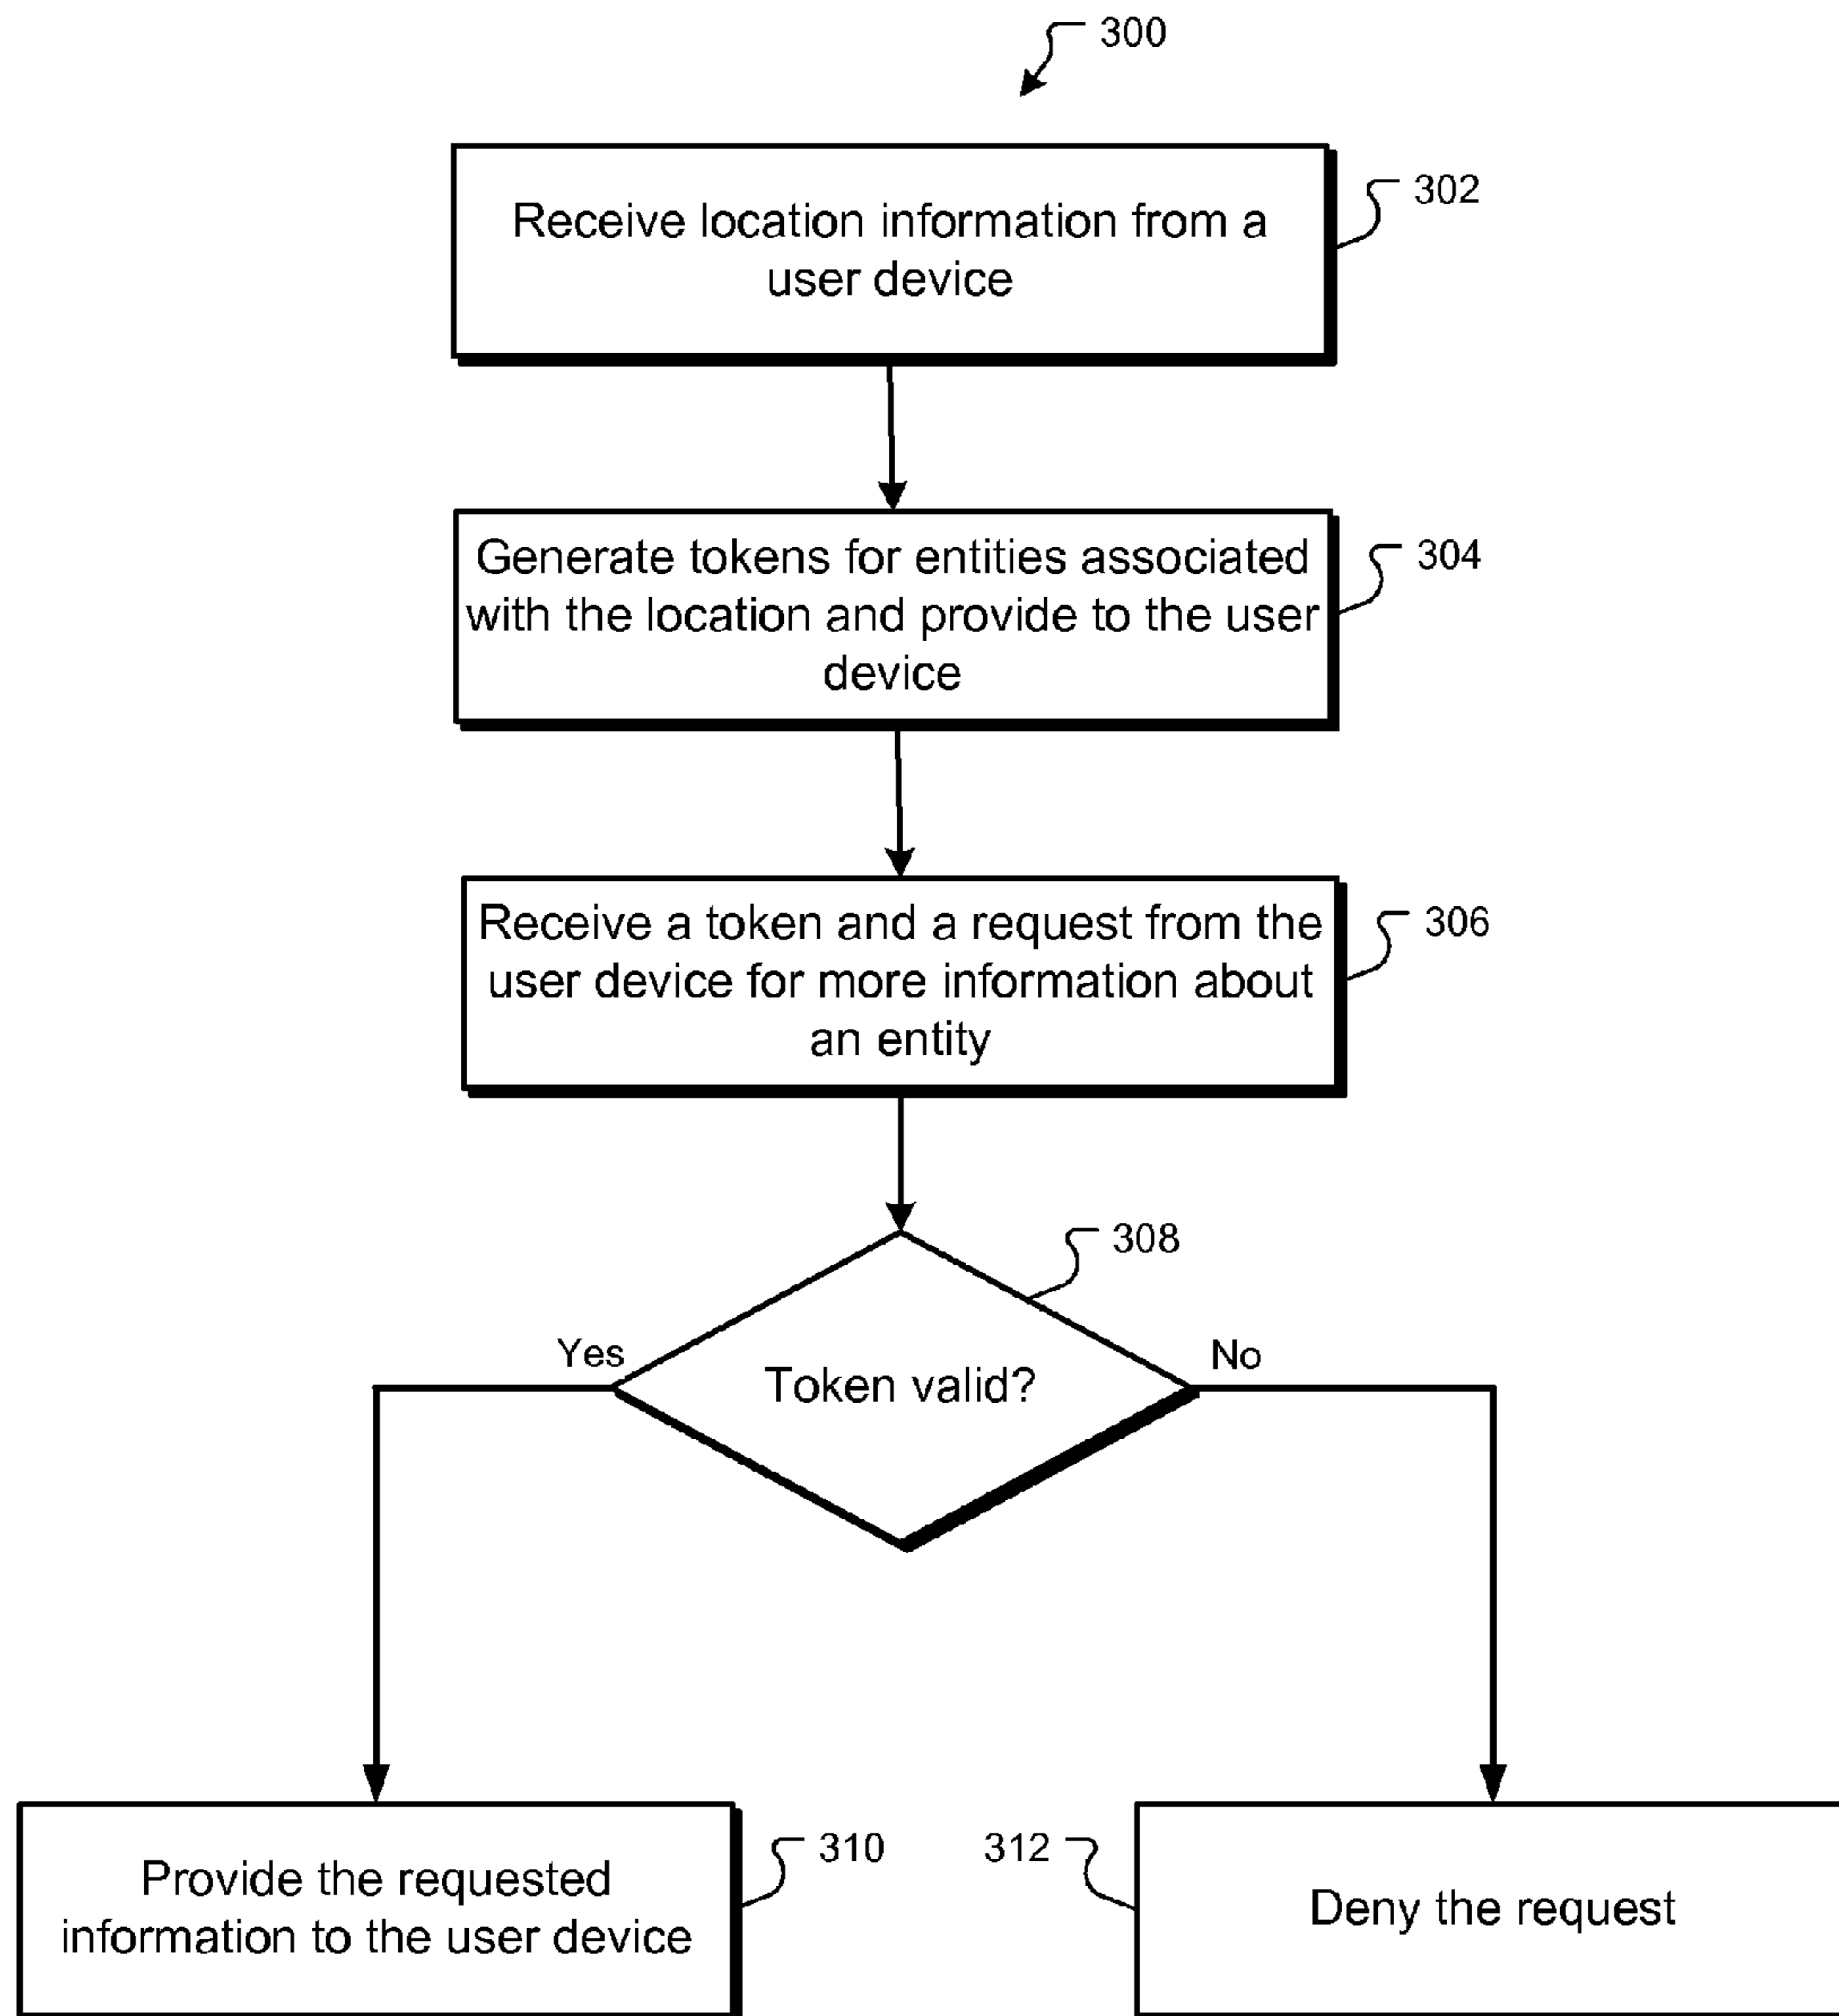 300
Receive location information from a
user device
302
Generate tokens for entities associated
with the location and provide to the user
device
304
Receive a token and a request from the
user device for more information about
an entity
306
308
Yes
Token valid?
No
Provide the requested
information to the user device
310
312
Deny the request